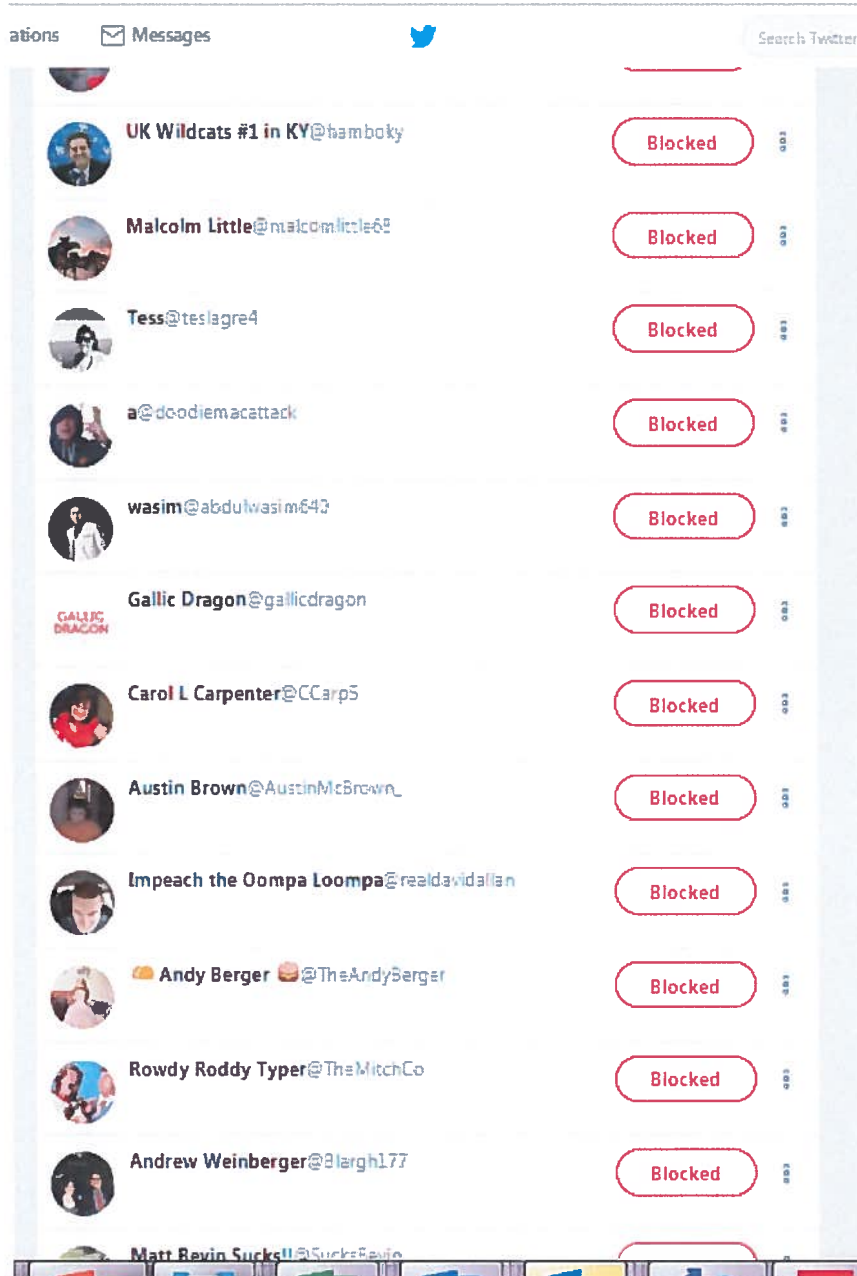 ations Messages Search Twitter
UK Wildcats #1 in KY@hamboky Blocked
Malcolm Little@malcomlittle68 Blocked
Tess@teslagre4 Blocked
a@doodiemacattack Blocked
wasim@abdulwasim640 Blocked
Gallic Dragon@gallicdragon Blocked
GALLIC
DRAGON
Carol L Carpenter@CCarp5 Blocked
Austin Brown@AustinMcBrown_ Blocked
Impeach the Oompa Loompa@realdavidallan Blocked
🌮 Andy Berger 🍔@TheAndyBerger Blocked
Rowdy Roddy Typer@TheMitchCo Blocked
Andrew Weinberger@Blargh177 Blocked
Matt Bevin Sucks!!@SucksBevin